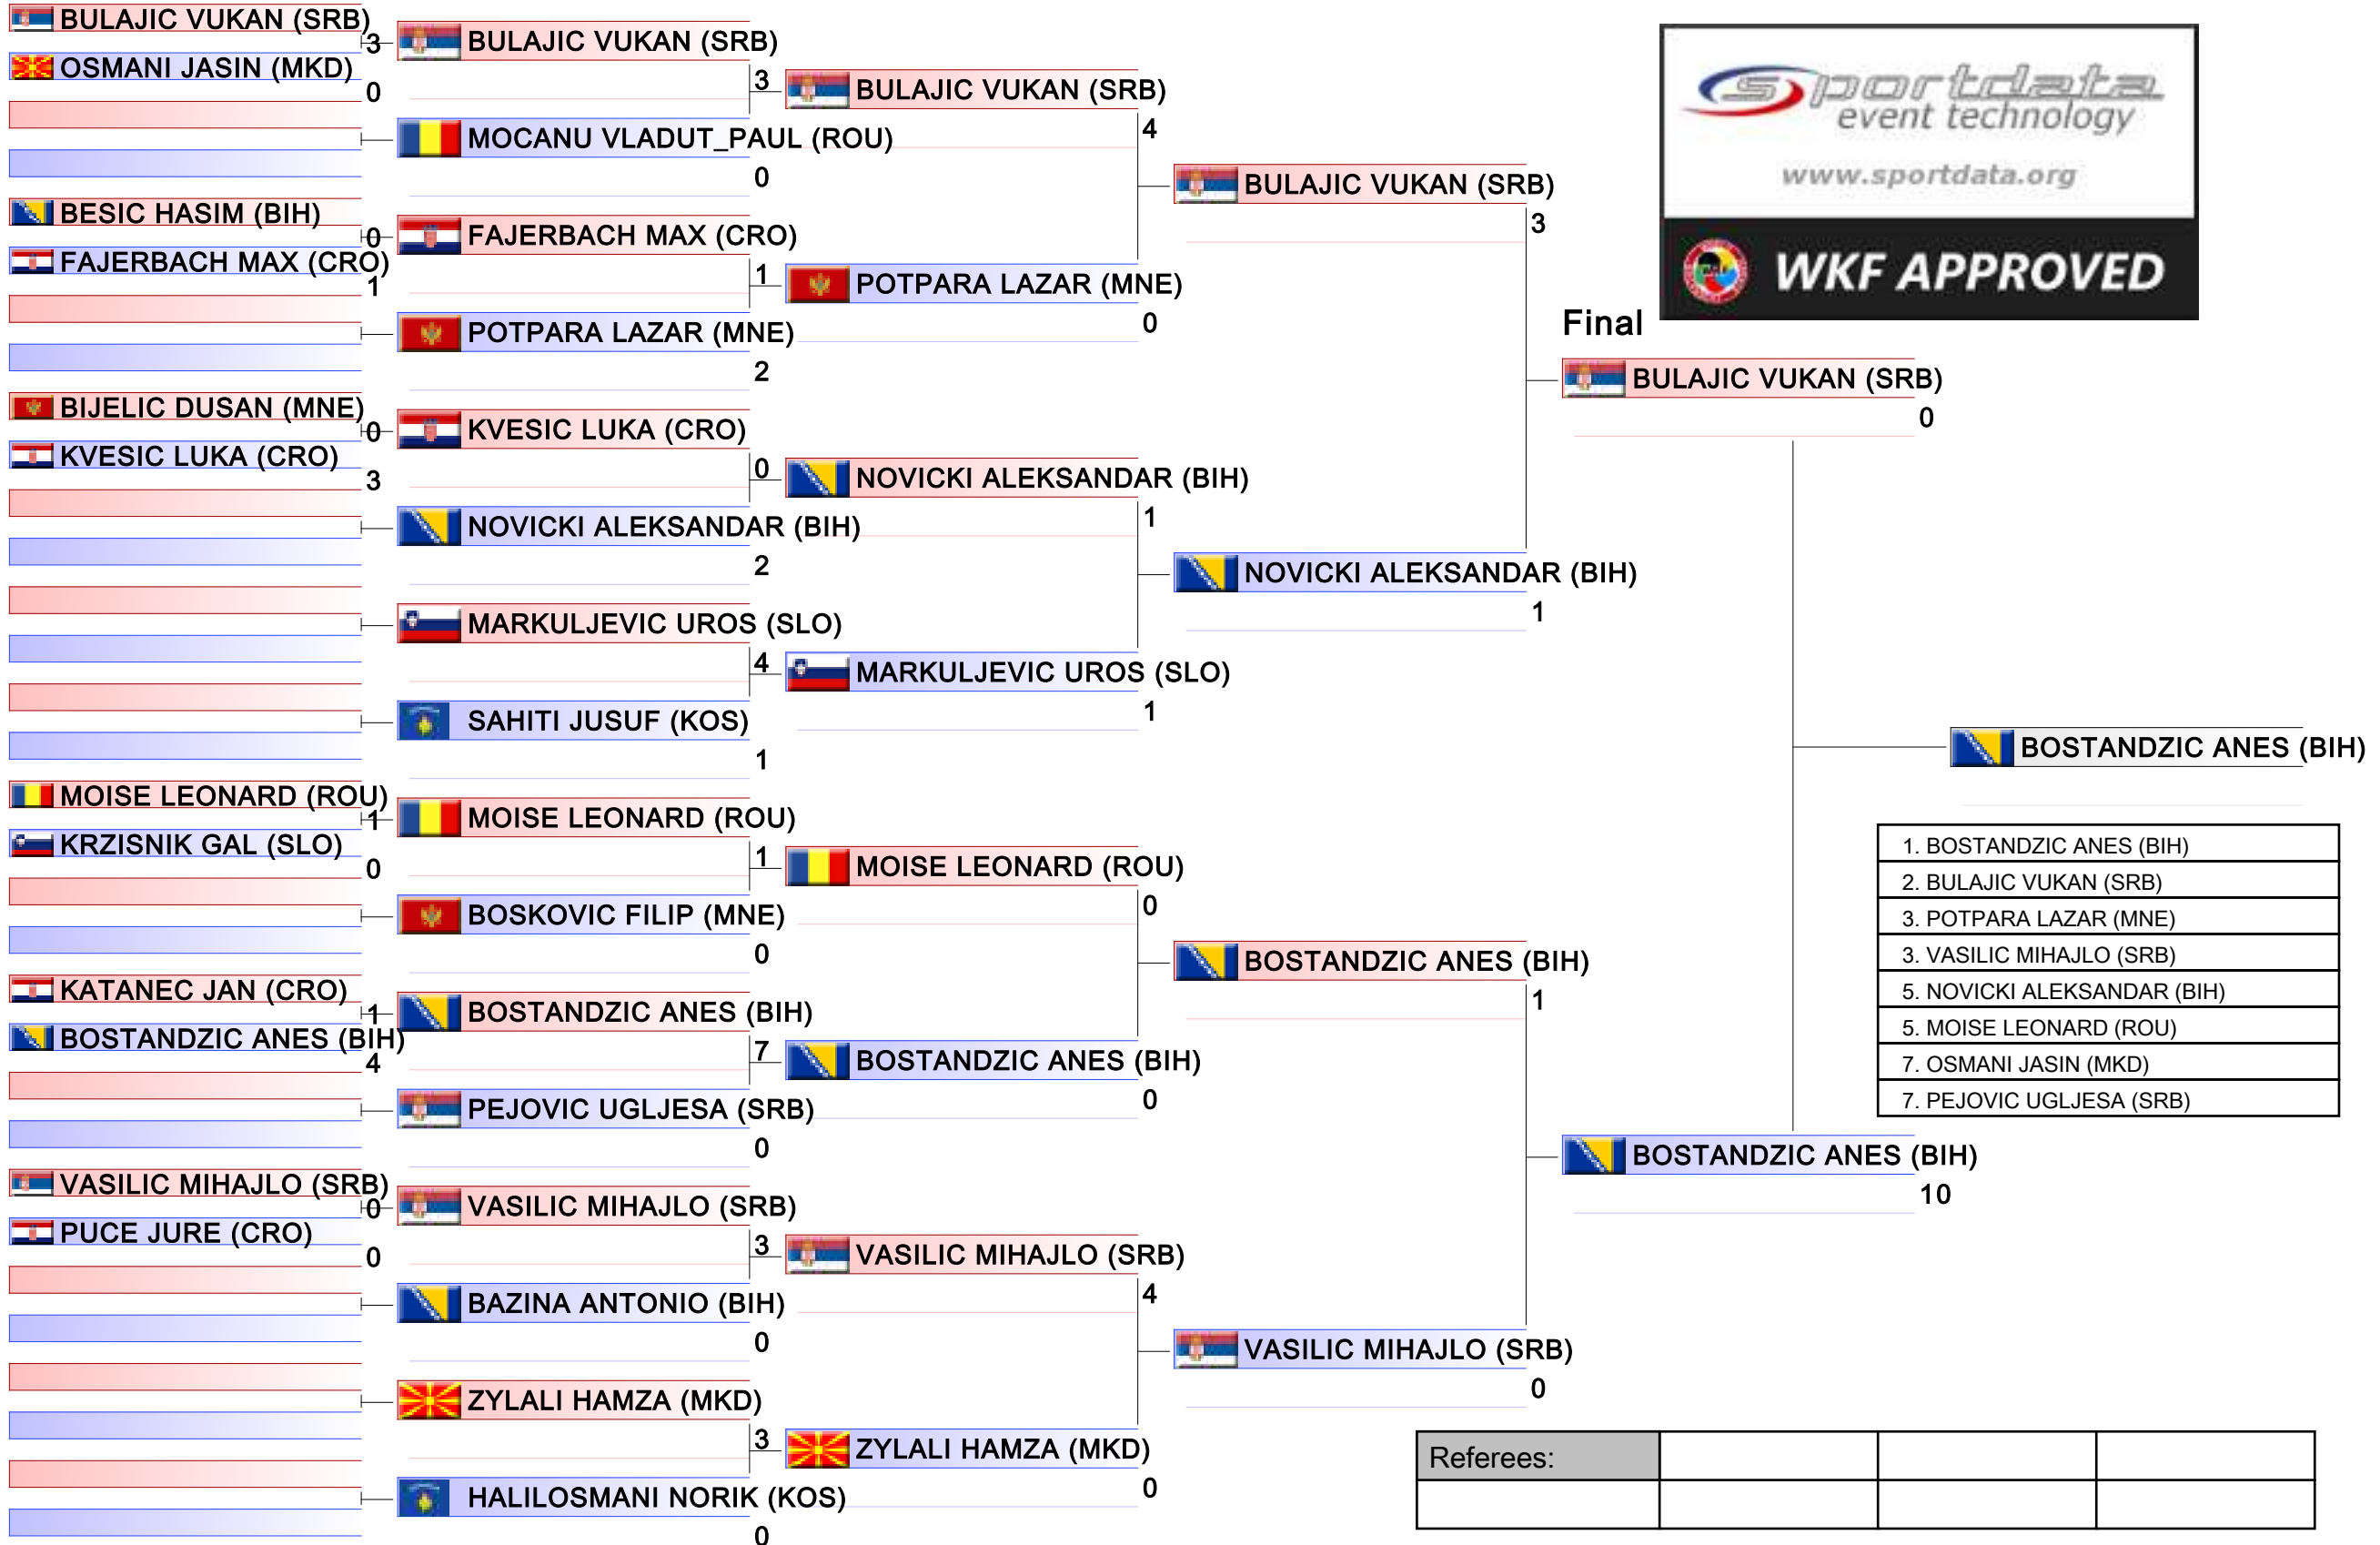 BULAJIC VUKAN (SRB)
3
OSMANI JASIN (MKD)
0
BESIC HASIM (BIH)
0
FAJERBACH MAX (CRO)
1
BIJELIC DUSAN (MNE)
0
KVESIC LUKA (CRO)
3
MOISE LEONARD (ROU)
1
KRZISNIK GAL (SLO)
0
KATANEC JAN (CRO)
1
BOSTANDZIC ANES (BIH)
4
VASILIC MIHAJLO (SRB)
0
PUCE JURE (CRO)
0
BULAJIC VUKAN (SRB)
3
MOCANU VLADUT_PAUL (ROU)
0
FAJERBACH MAX (CRO)
1
POTPARA LAZAR (MNE)
2
KVESIC LUKA (CRO)
0
NOVICKI ALEKSANDAR (BIH)
2
MARKULJEVIC UROS (SLO)
4
SAHITI JUSUF (KOS)
1
MOISE LEONARD (ROU)
1
BOSKOVIC FILIP (MNE)
0
BOSTANDZIC ANES (BIH)
7
PEJOVIC UGLJESA (SRB)
0
VASILIC MIHAJLO (SRB)
3
BAZINA ANTONIO (BIH)
0
ZYLALI HAMZA (MKD)
3
HALILOSMANI NORIK (KOS)
0
BULAJIC VUKAN (SRB)
4
POTPARA LAZAR (MNE)
0
NOVICKI ALEKSANDAR (BIH)
1
MARKULJEVIC UROS (SLO)
1
MOISE LEONARD (ROU)
0
BOSTANDZIC ANES (BIH)
0
VASILIC MIHAJLO (SRB)
4
ZYLALI HAMZA (MKD)
0
BULAJIC VUKAN (SRB)
3
NOVICKI ALEKSANDAR (BIH)
1
BOSTANDZIC ANES (BIH)
1
VASILIC MIHAJLO (SRB)
0
sportdata
event technology
www.sportdata.org
WKF APPROVED
Final
BULAJIC VUKAN (SRB)
0
BOSTANDZIC ANES (BIH)
10
BOSTANDZIC ANES (BIH)
1. BOSTANDZIC ANES (BIH)
2. BULAJIC VUKAN (SRB)
3. POTPARA LAZAR (MNE)
3. VASILIC MIHAJLO (SRB)
5. NOVICKI ALEKSANDAR (BIH)
5. MOISE LEONARD (ROU)
7. OSMANI JASIN (MKD)
7. PEJOVIC UGLJESA (SRB)
Referees: